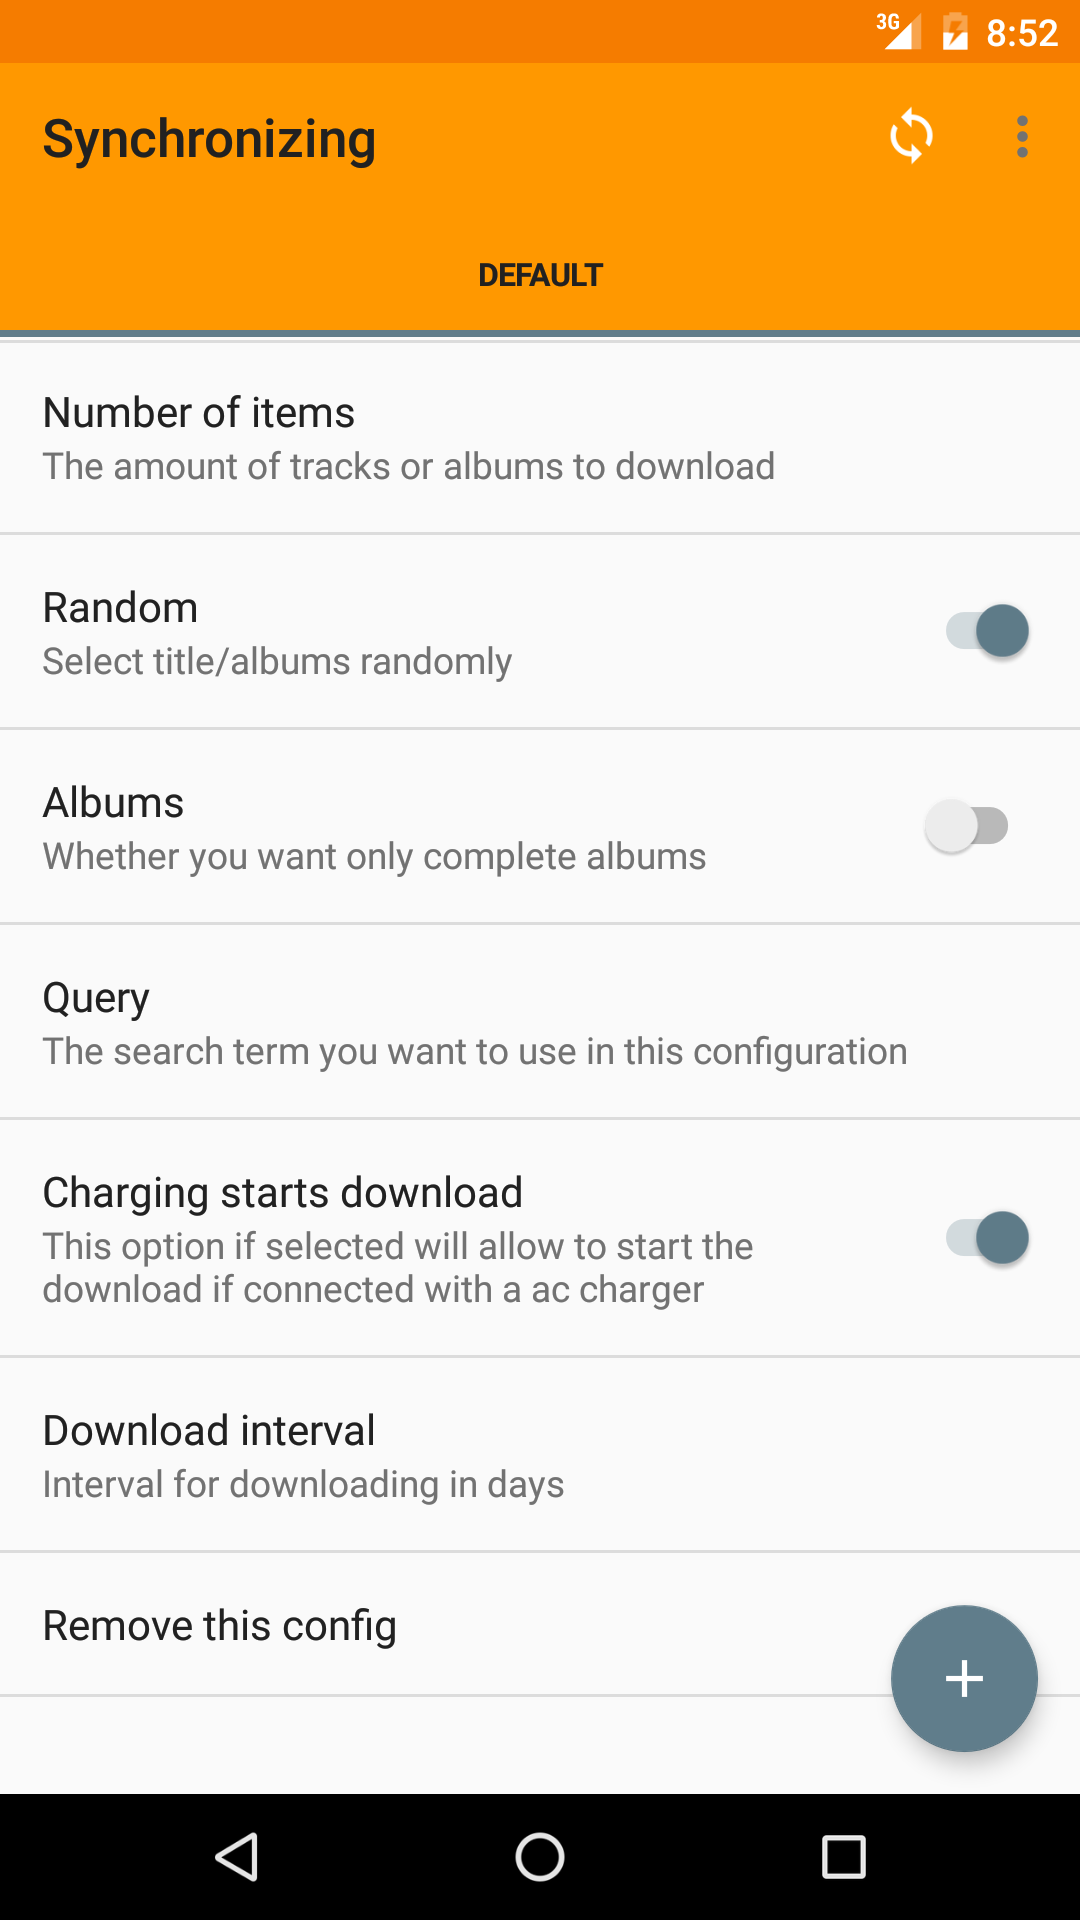 3G 8:52
Synchronizing
DEFAULT
Number of items
The amount of tracks or albums to download
Random
Select title/albums randomly
Albums
Whether you want only complete albums
Query
The search term you want to use in this configuration
Charging starts download
This option if selected will allow to start the
download if connected with a ac charger
Download interval
Interval for downloading in days
Remove this config